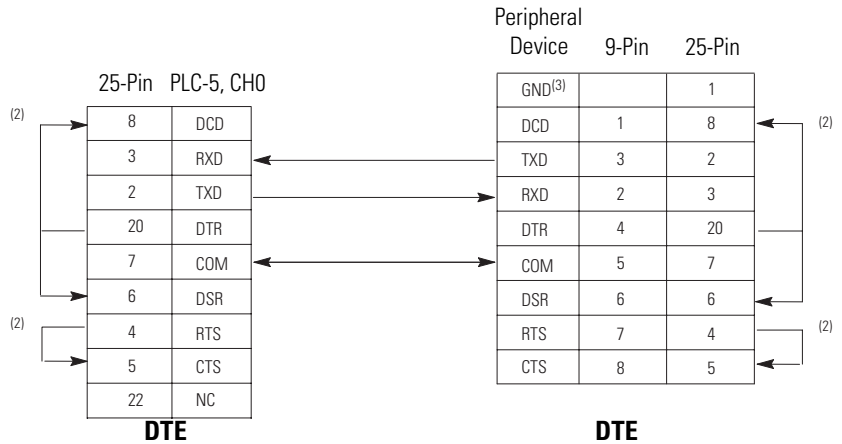 Peripheral
Device 9-Pin 25-Pin
GND(3) 1
DCD 1 8
TXD 3 2
RXD 2 3
DTR 4 20
COM 5 7
DSR 6 6
RTS 7 4
CTS 8 5
DTE
(2)
(2)
25-Pin PLC-5, CH0
8 DCD
3 RXD
2 TXD
20 DTR
7 COM
6 DSR
4 RTS
5 CTS
22 NC
DTE
(2)
(2)